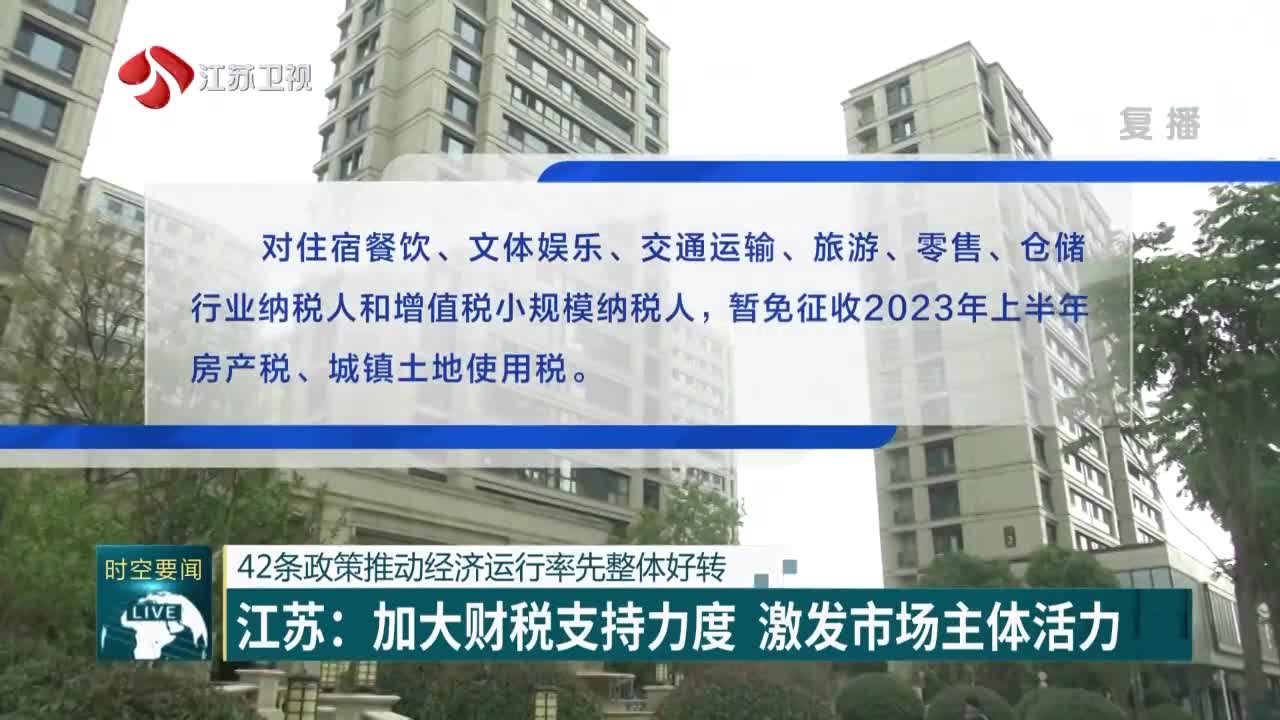 江苏卫视
复播
对住宿餐饮、文体娱乐、交通运输、旅游、零售、仓储
行业纳税人和增值税小规模纳税人，暂免征收2023年上半年
房产税、城镇土地使用税。
时空要闻
LIVE
42条政策推动经济运行率先整体好转
江苏：加大财税支持力度 激发市场主体活力